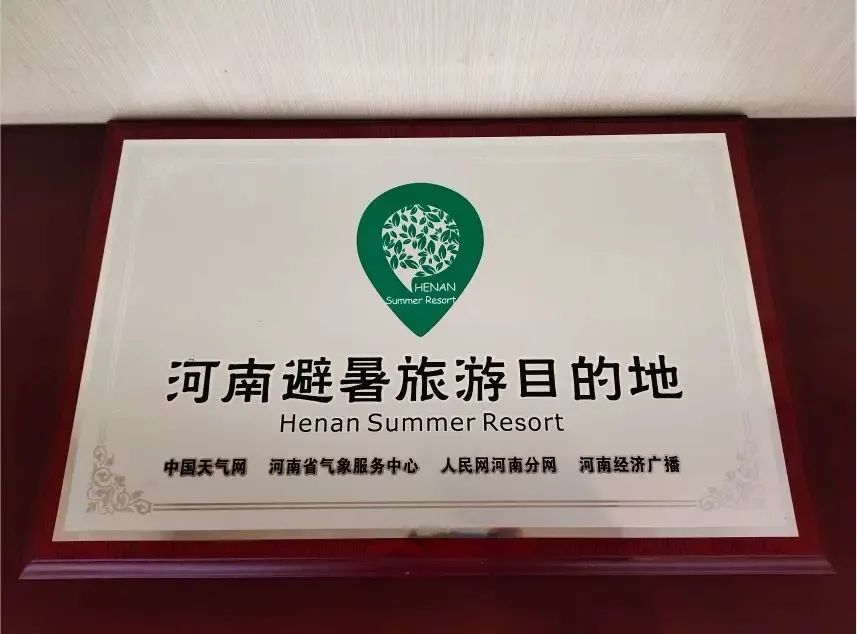 HENAN
Summer Resort
河南避暑旅游目的地
Henan Summer Resort
中国天气网 河南省气象服务中心 人民网河南分网 河南经济广播